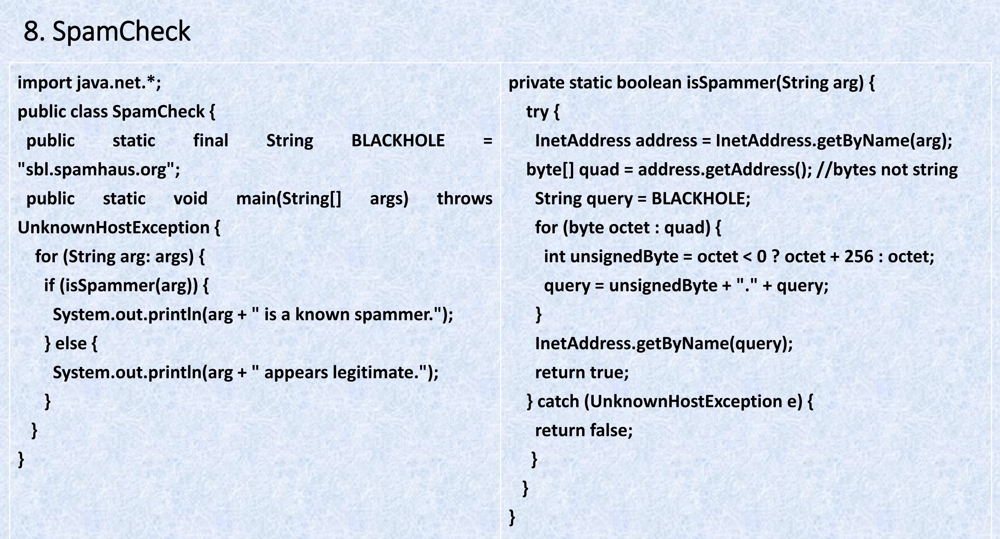 8. SpamCheck
import java.net.*;
public class SpamCheck {
public static final String BLACKHOLE =
"sbl.spamhaus.org";
public static void main(String[] args) throws
UnknownHostException {
for (String arg: args) {
if (isSpammer(arg)) {
System.out.println(arg + " is a known spammer.");
} else {
System.out.println(arg + " appears legitimate.");
}
}
}
private static boolean isSpammer(String arg) {
try {
InetAddress address = InetAddress.getByName(arg);
byte[] quad = address.getAddress(); //bytes not string
String query = BLACKHOLE;
for (byte octet : quad) {
int unsignedByte = octet < 0 ? octet + 256 : octet;
query = unsignedByte + "." + query;
}
InetAddress.getByName(query);
return true;
} catch (UnknownHostException e) {
return false;
}
}
}